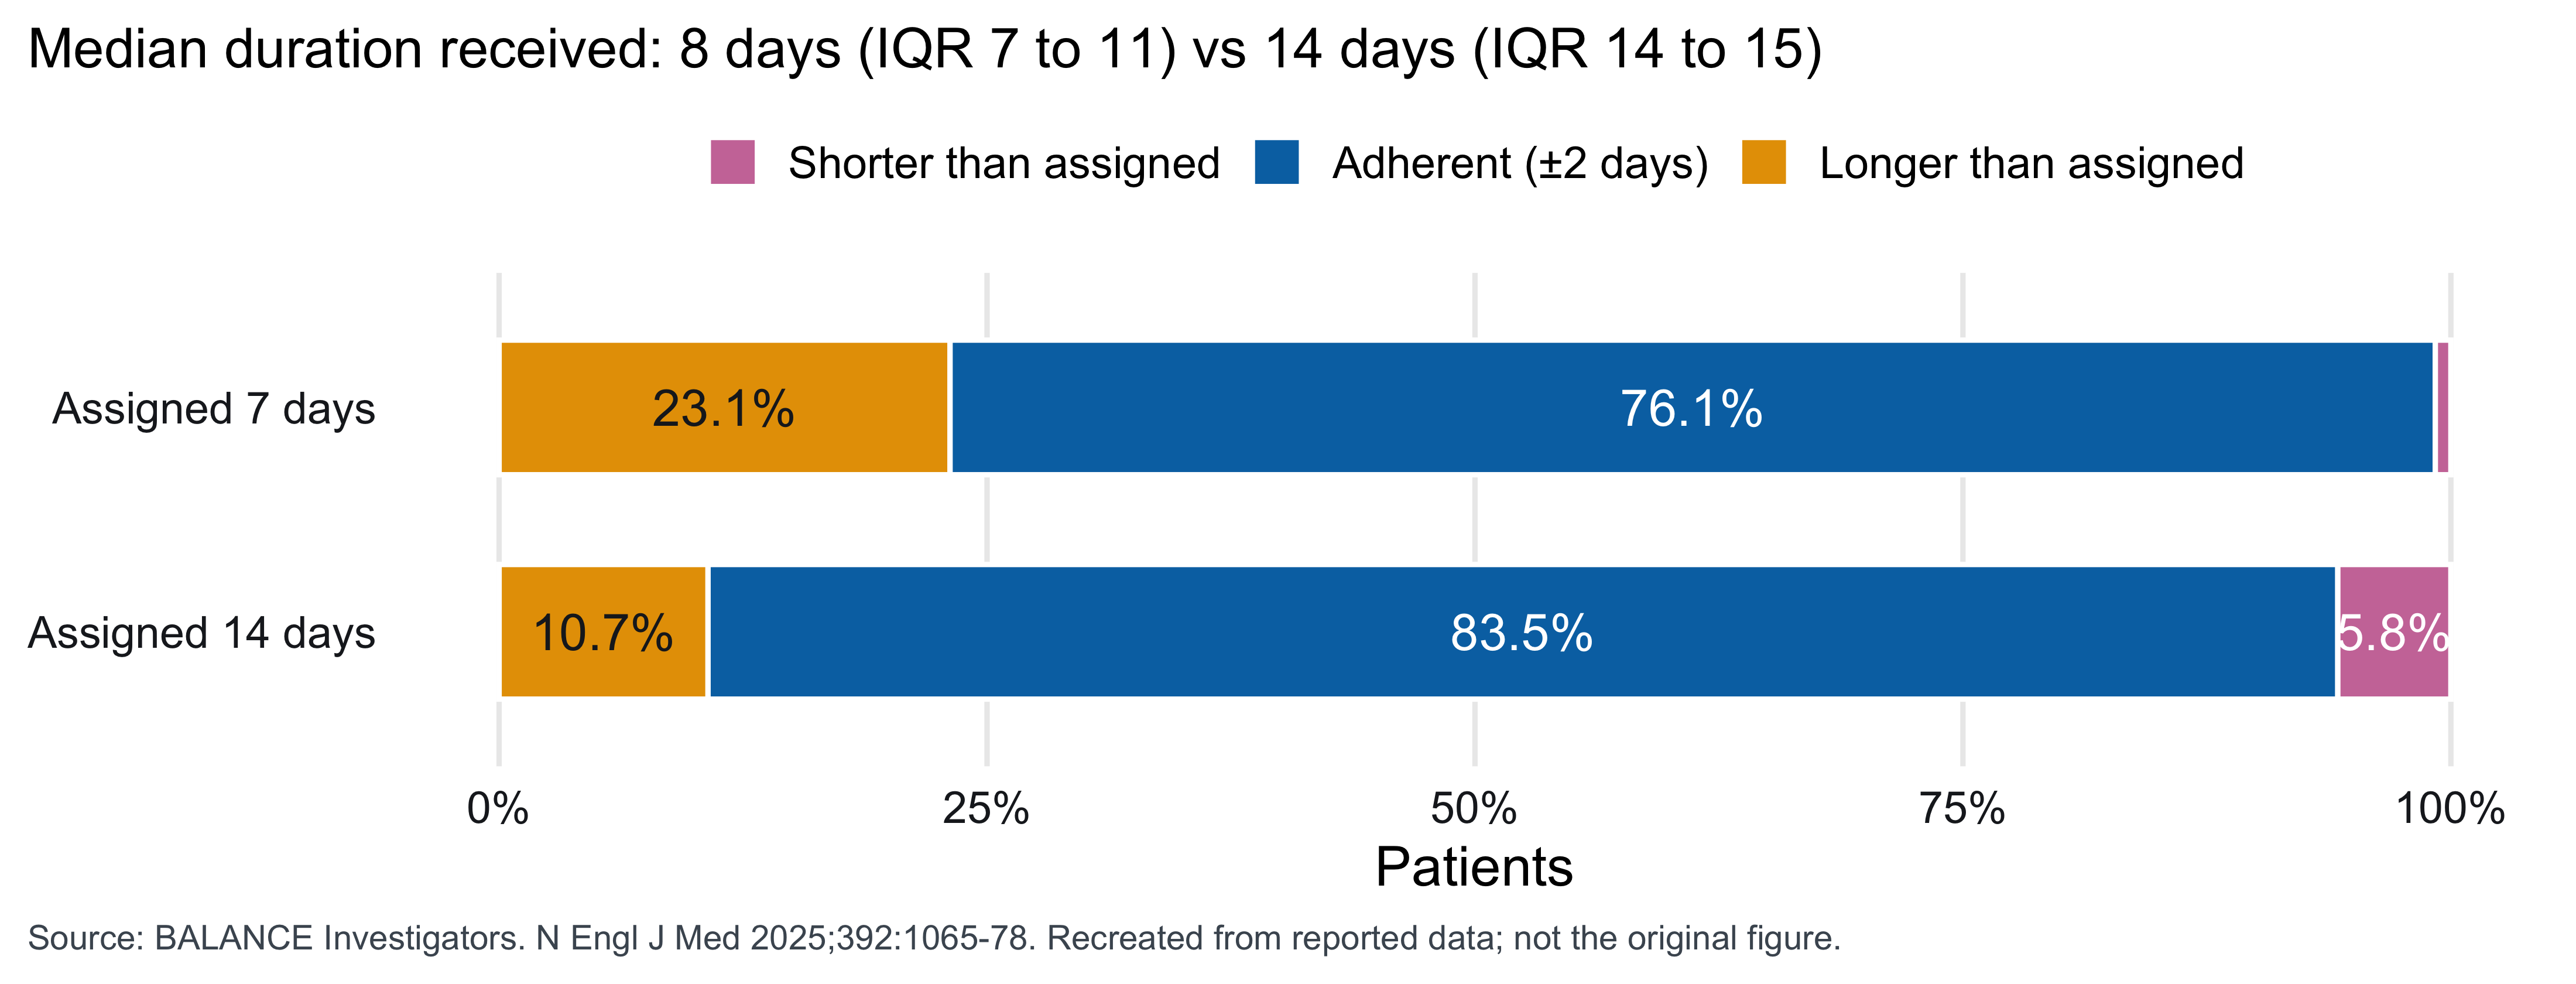 Median duration received: 8 days (IQR 7 to 11) vs 14 days (IQR 14 to 15)
Shorter than assigned Adherent (±2 days) Longer than assigned
Assigned 7 days 23.1% 76.1%
Assigned 14 days 10.7% 83.5% 5.8%
0% 25% 50% 75% 100%
Patients
Source: BALANCE Investigators. N Engl J Med 2025;392:1065-78. Recreated from reported data; not the original figure.